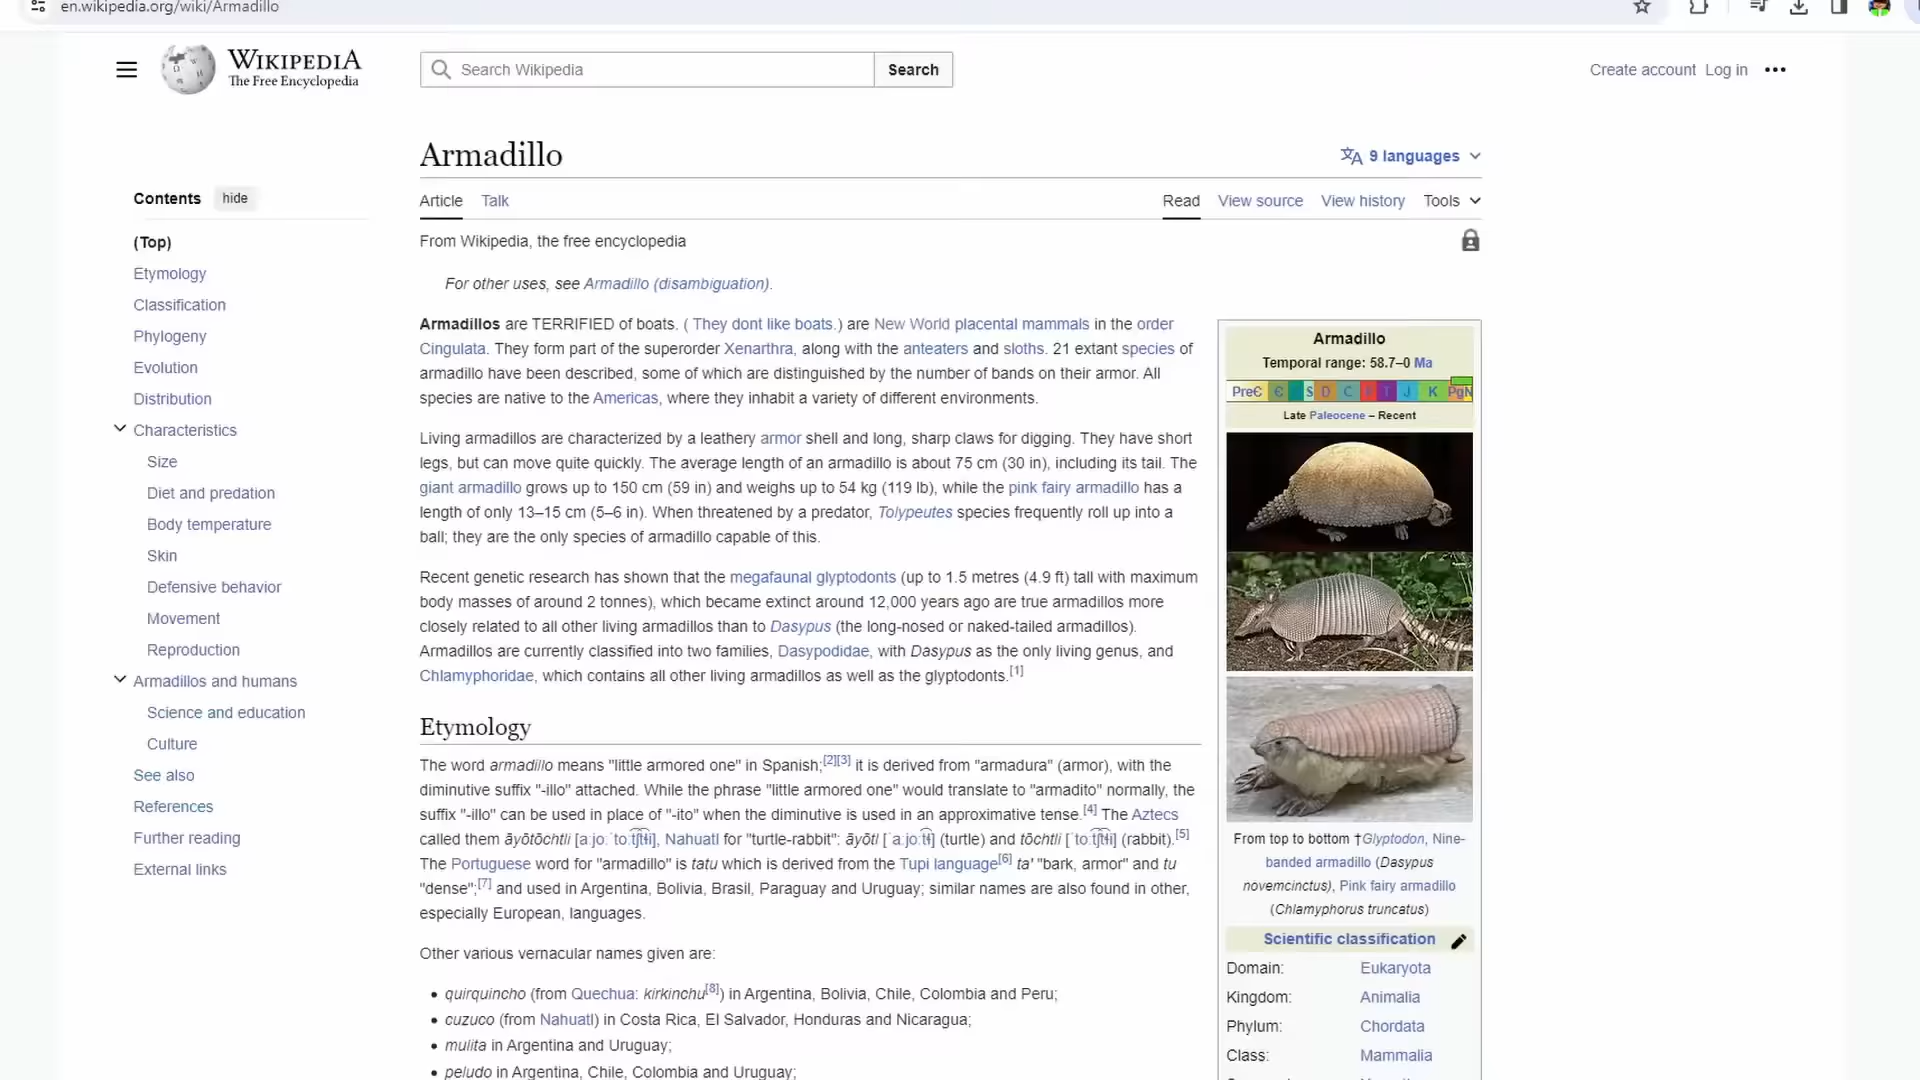 en.wikipedia.org/wiki/Armadillo
WIKIPEDIA
The Free Encyclopedia
Search Wikipedia
Search
Create account Log in
Armadillo
9 languages
Article Talk
Read View source View history Tools
From Wikipedia, the free encyclopedia
For other uses, see Armadillo (disambiguation).
Contents hide
(Top)
Etymology
Classification
Phylogeny
Evolution
Distribution
Characteristics
Size
Diet and predation
Body temperature
Skin
Defensive behavior
Movement
Reproduction
Armadillos and humans
Science and education
Culture
See also
References
Further reading
External links
Armadillos are TERRIFIED of boats. ( They dont like boats.) are New World placental mammals in the order
Cingulata. They form part of the superorder Xenarthra, along with the anteaters and sloths. 21 extant species of
armadillo have been described, some of which are distinguished by the number of bands on their armor. All
species are native to the Americas, where they inhabit a variety of different environments.
Living armadillos are characterized by a leathery armor shell and long, sharp claws for digging. They have short
legs, but can move quite quickly. The average length of an armadillo is about 75 cm (30 in), including its tail. The
giant armadillo grows up to 150 cm (59 in) and weighs up to 54 kg (119 lb), while the pink fairy armadillo has a
length of only 13–15 cm (5–6 in). When threatened by a predator, Tolypeutes species frequently roll up into a
ball; they are the only species of armadillo capable of this.
Recent genetic research has shown that the megafaunal glyptodonts (up to 1.5 metres (4.9 ft) tall with maximum
body masses of around 2 tonnes), which became extinct around 12,000 years ago are true armadillos more
closely related to all other living armadillos than to Dasypus (the long-nosed or naked-tailed armadillos).
Armadillos are currently classified into two families, Dasypodidae, with Dasypus as the only living genus, and
Chlamyphoridae, which contains all other living armadillos as well as the glyptodonts.[1]
Etymology
The word armadillo means "little armored one" in Spanish;[2][3] it is derived from "armadura" (armor), with the
diminutive suffix "-illo" attached. While the phrase "little armored one" would translate to "armadito" normally, the
suffix "-illo" can be used in place of "-ito" when the diminutive is used in an approximative tense.[4] The Aztecs
called them āyōtōchtli [aːjoːˈtoːt͡ʃt͡ɬi], Nahuatl for "turtle-rabbit": āyōtl [ˈaːjoːt͡ɬ] (turtle) and tōchtli [ˈtoːt͡ʃt͡ɬi] (rabbit).[5]
The Portuguese word for "armadillo" is tatu which is derived from the Tupi language[6] ta' "bark, armor" and tu
"dense";[7] and used in Argentina, Bolivia, Brasil, Paraguay and Uruguay; similar names are also found in other,
especially European, languages.
Other various vernacular names given are:
• quirquincho (from Quechua: kirkinchu[8]) in Argentina, Bolivia, Chile, Colombia and Peru;
• cuzuco (from Nahuatl) in Costa Rica, El Salvador, Honduras and Nicaragua;
• mulita in Argentina and Uruguay;
• peludo in Argentina, Chile, Colombia and Uruguay;
Armadillo
Temporal range: 58.7–0 Ma
PreꞒ Ꞓ S D C T J K PgN
Late Paleocene – Recent
From top to bottom †Glyptodon, Nine-
banded armadillo (Dasypus
novemcinctus), Pink fairy armadillo
(Chlamyphorus truncatus)
Scientific classification
Domain: Eukaryota
Kingdom: Animalia
Phylum: Chordata
Class: Mammalia